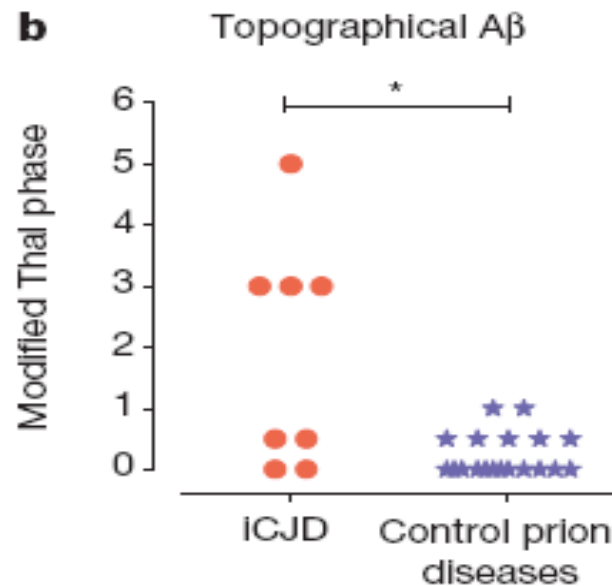 b Topographical Aβ
*
6
5
4
3
2
1
0
Modified Thal phase
iCJD
Control prion
diseases